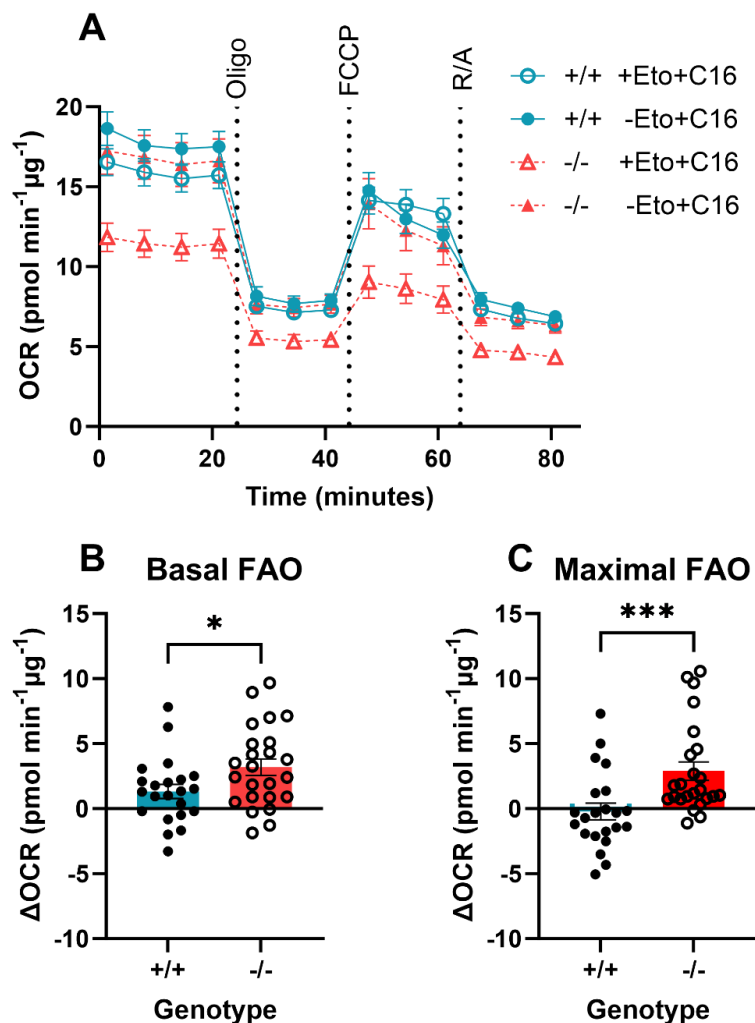 A
Oligo
FCCP
R/A
+/+ +Eto+C16
+/+ -Eto+C16
-/- +Eto+C16
-/- -Eto+C16
OCR (pmol min⁻¹µg⁻¹)
20
15
10
5
0
0 20 40 60 80
Time (minutes)
B
Basal FAO
*
ΔOCR (pmol min⁻¹µg⁻¹)
15
10
5
0
-5
-10
+/+ -/-
Genotype
C
Maximal FAO
***
ΔOCR (pmol min⁻¹µg⁻¹)
15
10
5
0
-5
-10
+/+ -/-
Genotype